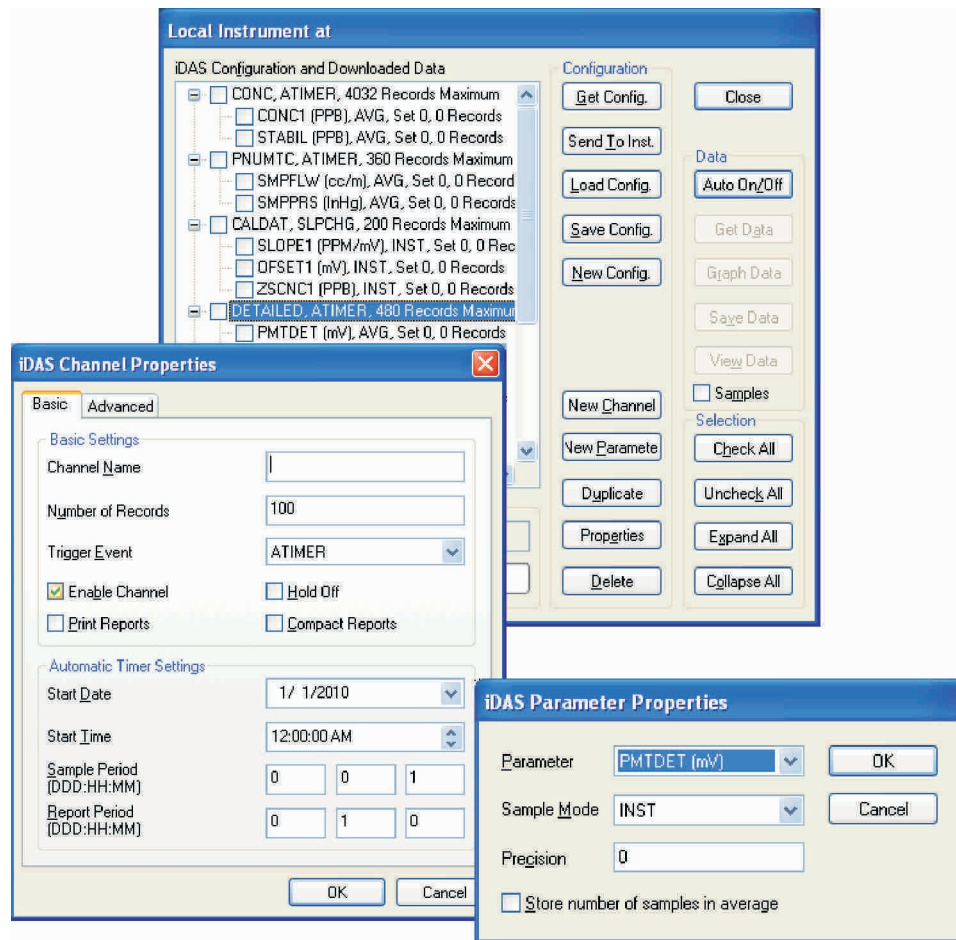 Local Instrument at
iDAS Configuration and Downloaded Data
CONC, ATIMER, 4032 Records Maximum
CONC1 (PPB), AVG, Set 0, 0 Records
STABIL (PPB), AVG, Set 0, 0 Records
PNUMTC, ATIMER, 360 Records Maximum
SMPFLW (cc/m), AVG, Set 0, 0 Record
SMPPRS (InHg), AVG, Set 0, 0 Records
CALDAT, SLPCHG, 200 Records Maximum
SLOPE1 (PPM/mV), INST, Set 0, 0 Rec
OFSET1 (mV), INST, Set 0, 0 Records
ZSCNC1 (PPB), INST, Set 0, 0 Records
DETAILED, ATIMER, 480 Records Maximum
PMTDET (mV), AVG, Set 0, 0 Records
Configuration
Get Config.
Send To Inst.
Load Config.
Save Config.
New Config.
New Channel
New Paramete
Duplicate
Properties
Delete
Close
Data
Auto On/Off
Get Data
Graph Data
Save Data
View Data
Samples
Selection
Check All
Uncheck All
Expand All
Collapse All
iDAS Channel Properties
Basic
Advanced
Basic Settings
Channel Name
Number of Records
100
Trigger Event
ATIMER
Enable Channel
Hold Off
Print Reports
Compact Reports
Automatic Timer Settings
Start Date
1/ 1/2010
Start Time
12:00:00 AM
Sample Period
(DDD:HH:MM)
0 0 1
Report Period
(DDD:HH:MM)
0 1 0
OK
Cancel
iDAS Parameter Properties
Parameter
PMTDET (mV)
OK
Sample Mode
INST
Cancel
Precision
0
Store number of samples in average